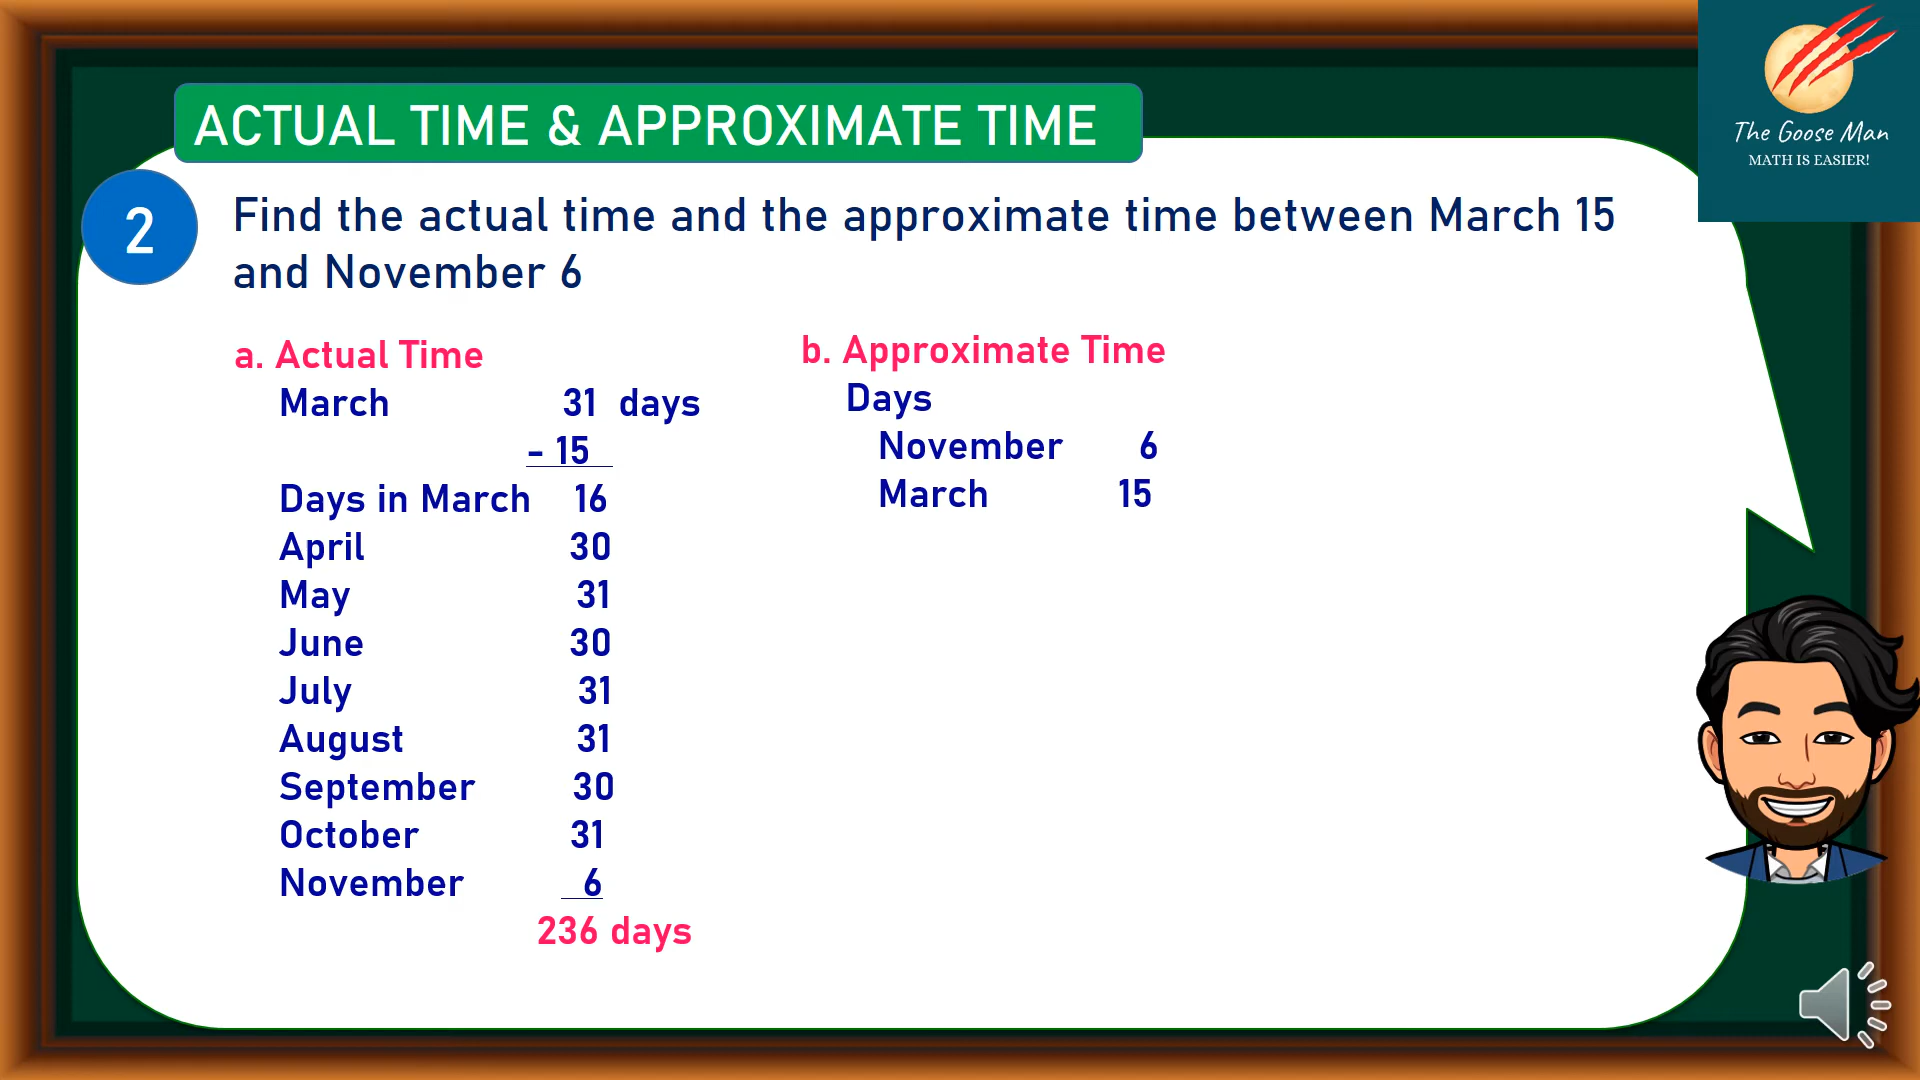 The Goose Man
MATH IS EASIER!
ACTUAL TIME & APPROXIMATE TIME
2
Find the actual time and the approximate time between March 15
and November 6
a. Actual Time
March 31 days
- 15
Days in March 16
April 30
May 31
June 30
July 31
August 31
September 30
October 31
November 6
236 days
b. Approximate Time
Days
November 6
March 15